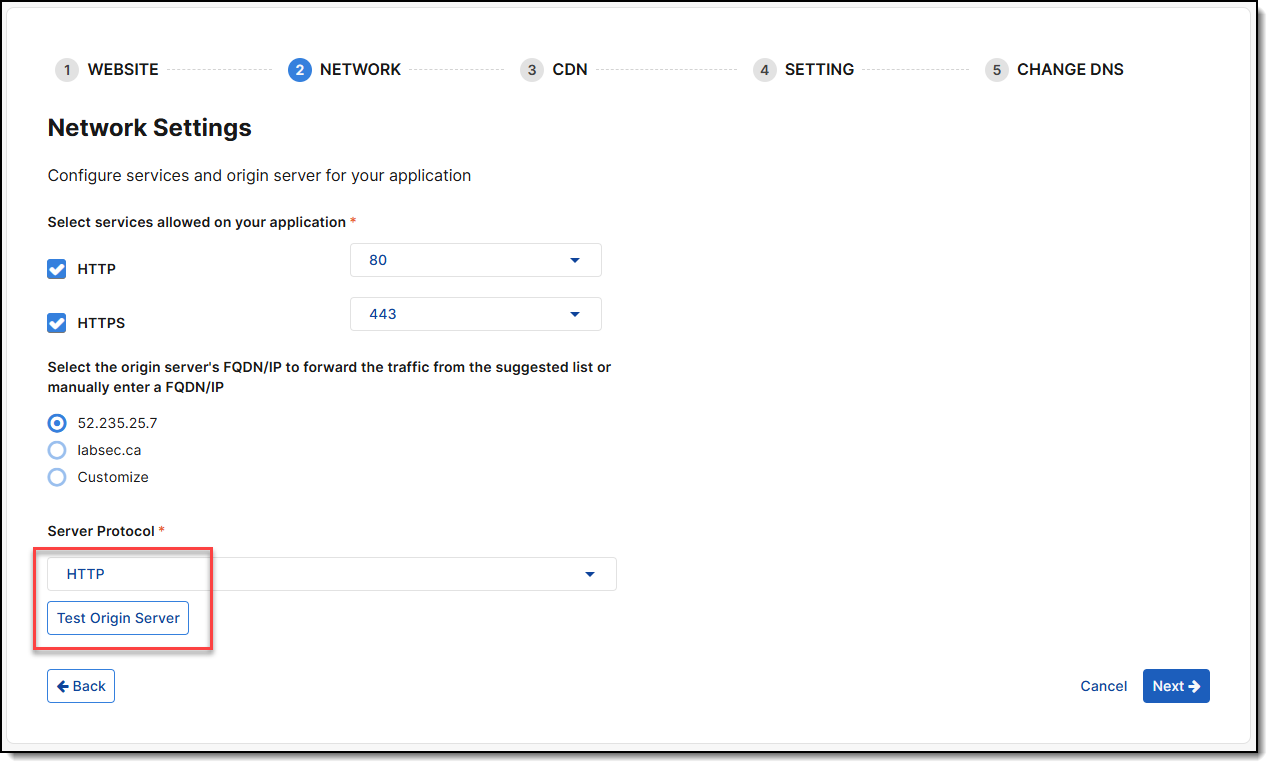 1 WEBSITE 2 NETWORK 3 CDN 4 SETTING 5 CHANGE DNS
Network Settings
Configure services and origin server for your application
Select services allowed on your application *
HTTP 80
HTTPS 443
Select the origin server's FQDN/IP to forward the traffic from the suggested list or
manually enter a FQDN/IP
52.235.25.7
labsec.ca
Customize
Server Protocol *
HTTP
Test Origin Server
Back Cancel Next